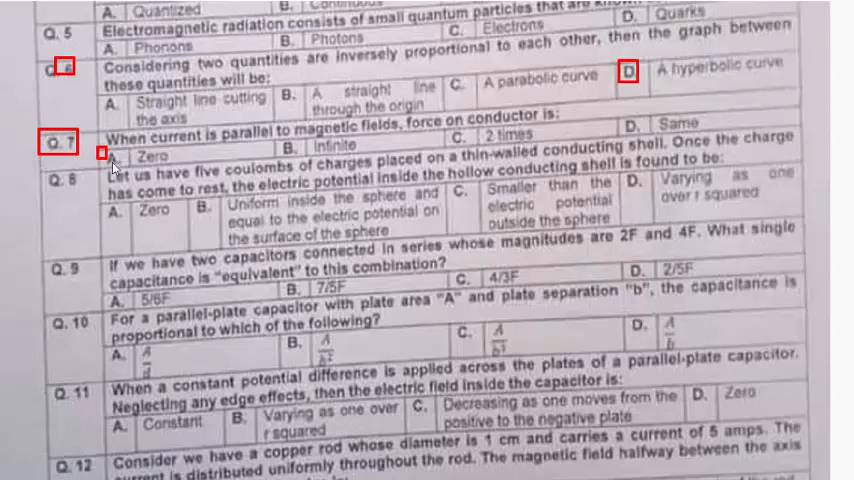 A. Quantized B. Continuous
Q. 5 Electromagnetic radiation consists of small quantum particles that are known
A. Phonons B. Photons C. Electrons D. Quarks
Q. 6 Considering two quantities are inversely proportional to each other, then the graph between
these quantities will be:
A. Straight line cutting the axis B. A straight line through the origin C. A parabolic curve D. A hyperbolic curve
Q. 7 When current is parallel to magnetic fields, force on conductor is:
A. Zero B. Infinite C. 2 times D. Same
Q. 8 Let us have five coulombs of charges placed on a thin-walled conducting shell. Once the charge
has come to rest, the electric potential inside the hollow conducting shell is found to be:
A. Zero B. Uniform inside the sphere and equal to the electric potential on the surface of the sphere C. Smaller than the electric potential outside the sphere D. Varying as one over r squared
Q. 9 If we have two capacitors connected in series whose magnitudes are 2F and 4F. What single
capacitance is "equivalent" to this combination?
A. 5/6F B. 7/5F C. 4/3F D. 2/5F
Q. 10 For a parallel-plate capacitor with plate area "A" and plate separation "b", the capacitance is
proportional to which of the following?
A. A/d B. A/b² C. A/ D. A/b
Q. 11 When a constant potential difference is applied across the plates of a parallel-plate capacitor.
Neglecting any edge effects, then the electric field inside the capacitor is:
A. Constant B. Varying as one over r squared C. Decreasing as one moves from the positive to the negative plate D. Zero
Q. 12 Consider we have a copper rod whose diameter is 1 cm and carries a current of 5 amps. The
current is distributed uniformly throughout the rod. The magnetic field halfway between the axis